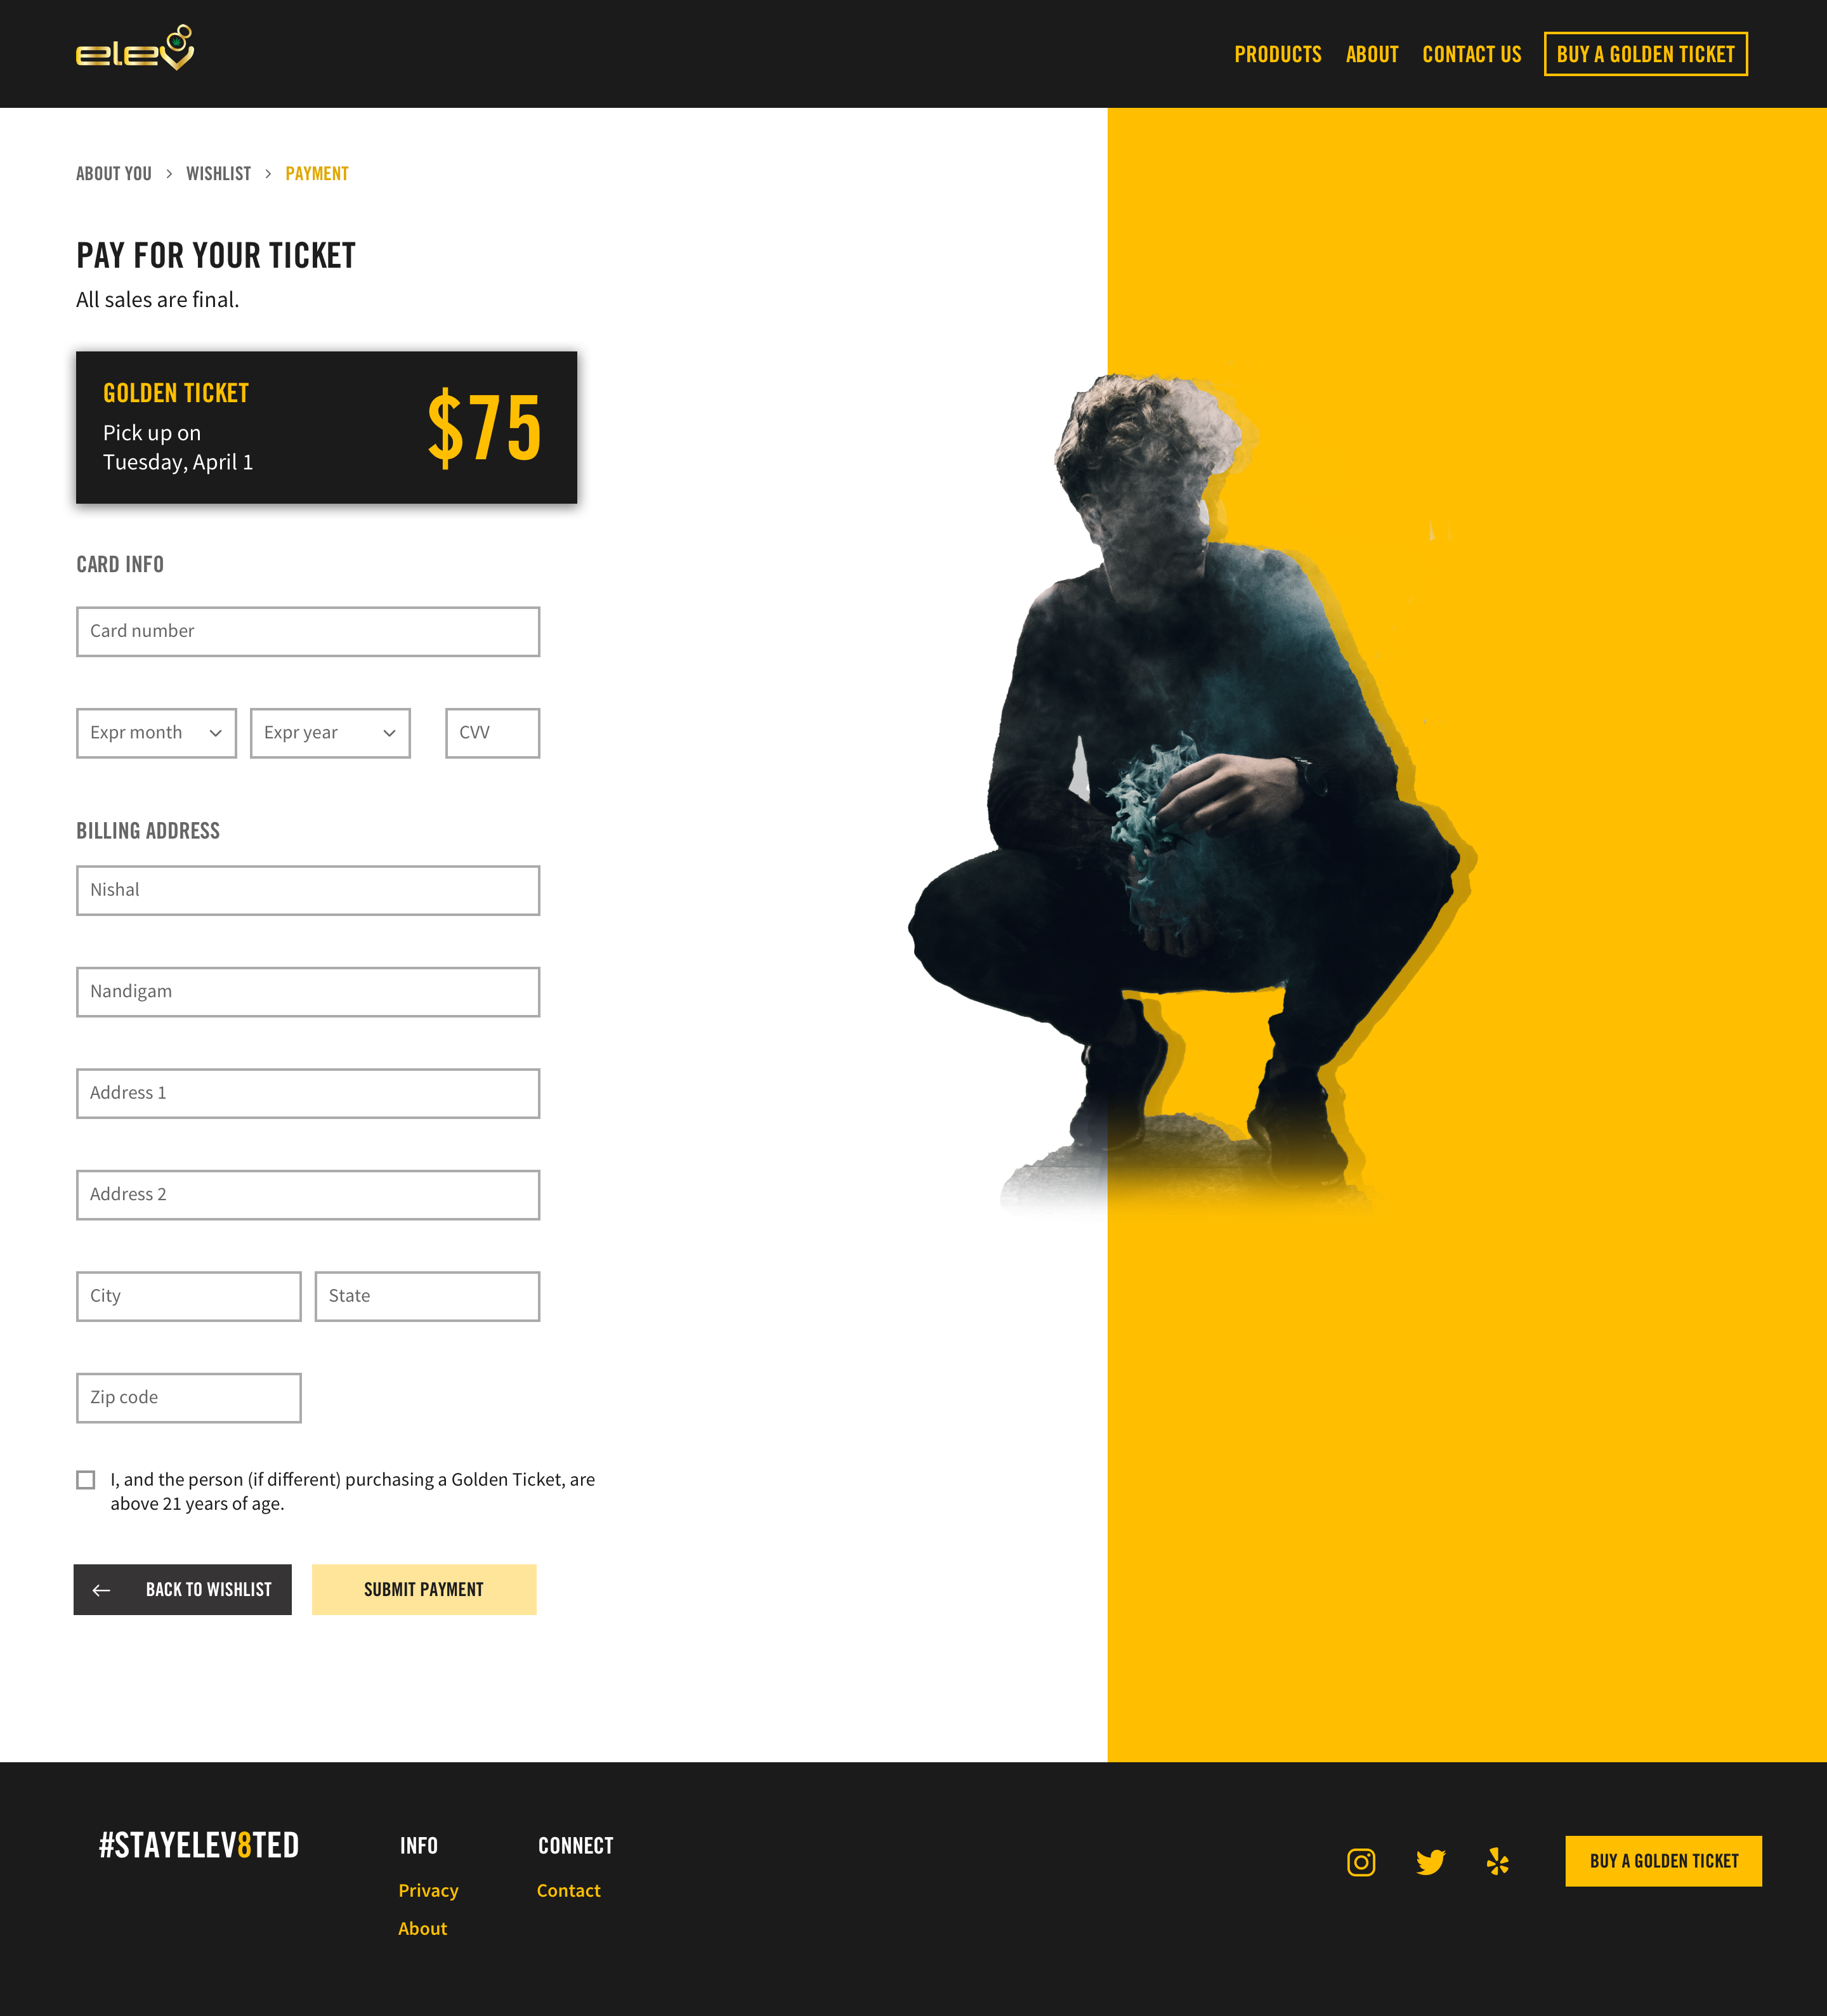 elev8
PRODUCTS ABOUT CONTACT US BUY A GOLDEN TICKET
ABOUT YOU > WISHLIST > PAYMENT
PAY FOR YOUR TICKET
All sales are final.
GOLDEN TICKET
Pick up on
Tuesday, April 1
$75
CARD INFO
Card number
Expr month Expr year CVV
BILLING ADDRESS
Nishal
Nandigam
Address 1
Address 2
City State
Zip code
I, and the person (if different) purchasing a Golden Ticket, are
above 21 years of age.
BACK TO WISHLIST SUBMIT PAYMENT
#STAYELEV8TED
INFO
Privacy
About
CONNECT
Contact
BUY A GOLDEN TICKET